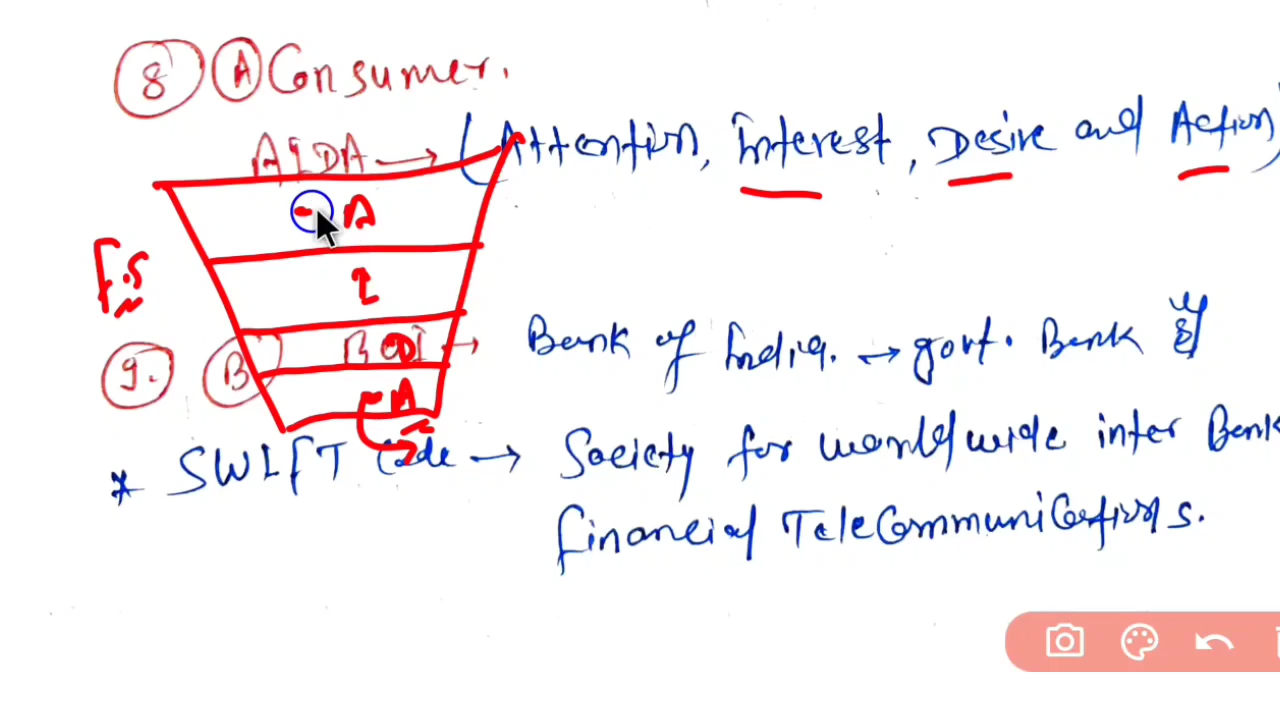 8 A Consumer.
AIDA → (Attention, Interest, Desire and Action)
A
I
F.S
9. B BOI → Bank of India. → govt. Bank
A
* SWIFT Code → Society for worldwide inter Bank
financial TeleCommunications.